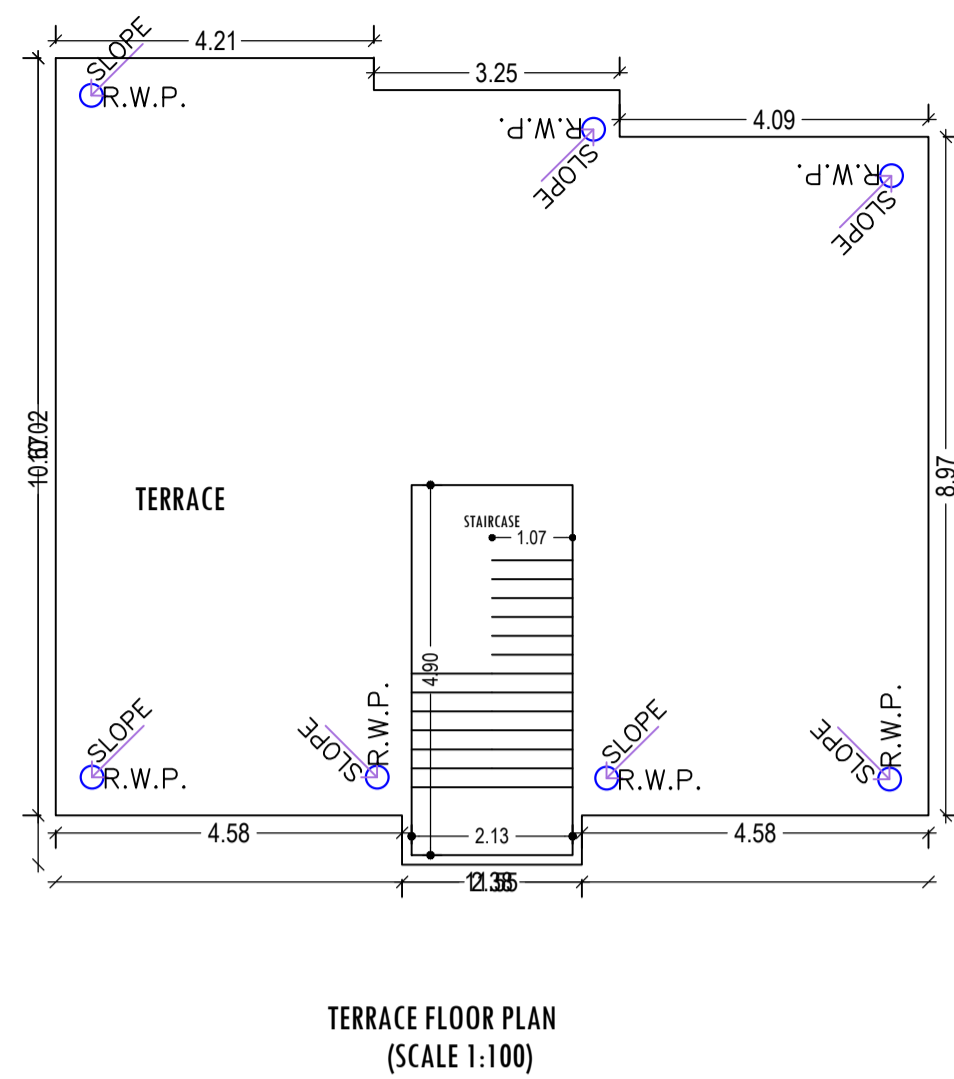 4.21
SLOPE
3.25
R.W.P.
4.09
R.W.P.
SLOPE
R.W.P.
SLOPE
8.97
TERRACE
STAIRCASE
1.07
4.90
SLOPE
R.W.P.
SLOPE
R.W.P.
SLOPE
R.W.P.
SLOPE
R.W.P.
4.58
2.13
4.58
TERRACE FLOOR PLAN
(SCALE 1:100)